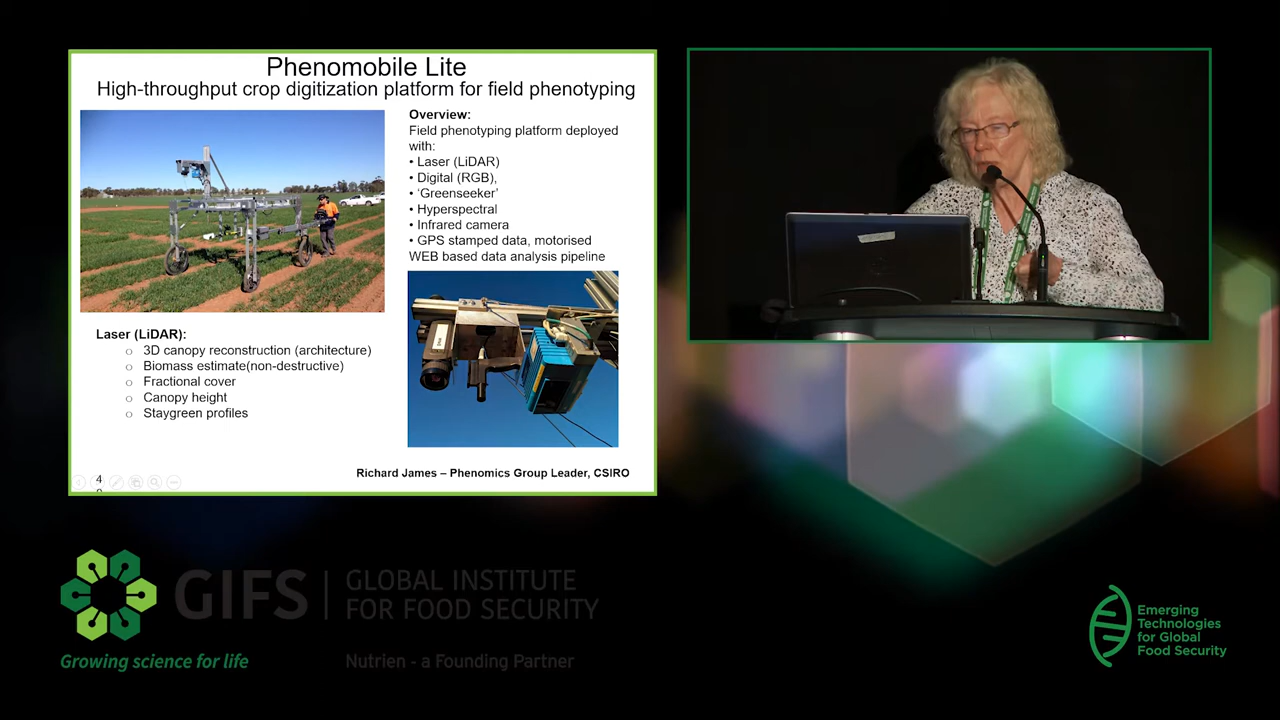 Phenomobile Lite
High-throughput crop digitization platform for field phenotyping
Overview:
Field phenotyping platform deployed
with:
• Laser (LiDAR)
• Digital (RGB),
• ‘Greenseeker’
• Hyperspectral
• Infrared camera
• GPS stamped data, motorised
WEB based data analysis pipeline
Laser (LiDAR):
o 3D canopy reconstruction (architecture)
o Biomass estimate(non-destructive)
o Fractional cover
o Canopy height
o Staygreen profiles
Richard James – Phenomics Group Leader, CSIRO
4
GIFS
GLOBAL INSTITUTE
FOR FOOD SECURITY
Growing science for life
Nutrien - a Founding Partner
Emerging
Technologies
for Global
Food Security